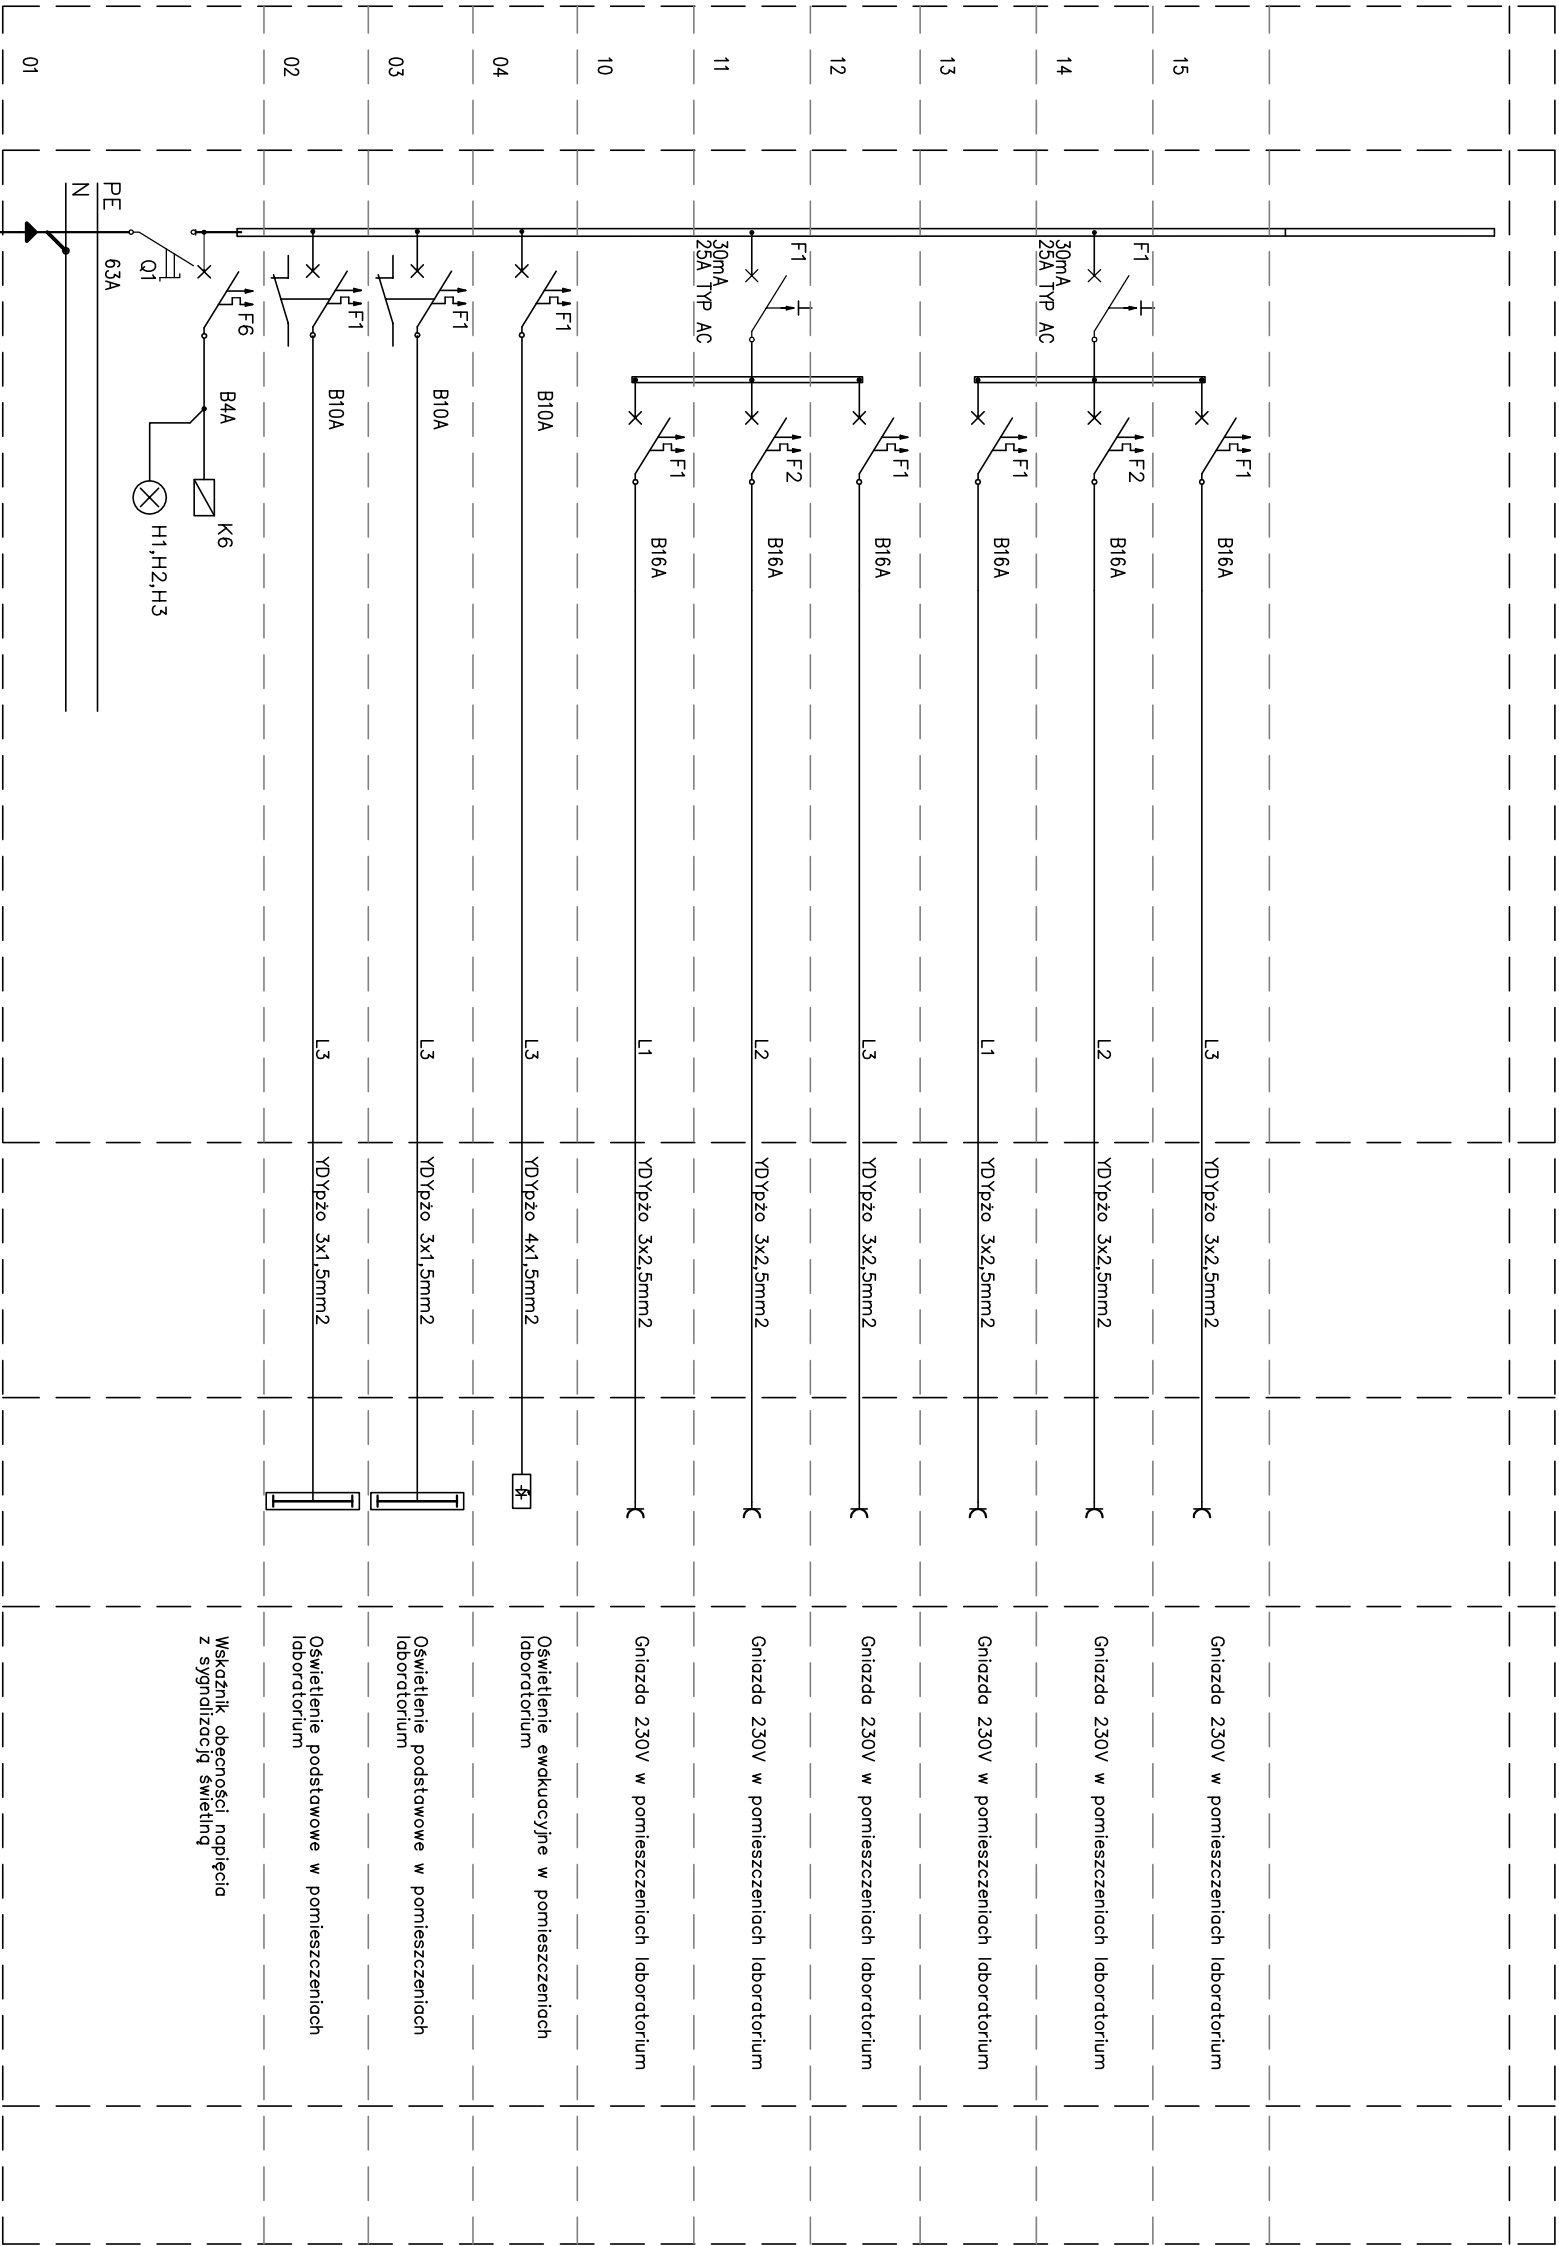 01
02
03
04
10
11
12
13
14
15
PE
N
63A
Q1
F6
B4A
K6
H1,H2,H3
Wskaźnik obecności napięcia
z sygnalizacją świetlną
F1
B10A
L3
YDYpżo 3x1,5mm2
Oświetlenie podstawowe w pomieszczeniach
laboratorium
F1
B10A
L3
YDYpżo 3x1,5mm2
Oświetlenie podstawowe w pomieszczeniach
laboratorium
F1
B10A
L3
YDYpżo 4x1,5mm2
Oświetlenie ewakuacyjne w pomieszczeniach
laboratorium
F1
30mA
25A TYP AC
F1
B16A
L1
YDYpżo 3x2,5mm2
Gniazda 230V w pomieszczeniach laboratorium
F2
B16A
L2
YDYpżo 3x2,5mm2
Gniazda 230V w pomieszczeniach laboratorium
F1
B16A
L3
YDYpżo 3x2,5mm2
Gniazda 230V w pomieszczeniach laboratorium
F1
30mA
25A TYP AC
F1
B16A
L1
YDYpżo 3x2,5mm2
Gniazda 230V w pomieszczeniach laboratorium
F2
B16A
L2
YDYpżo 3x2,5mm2
Gniazda 230V w pomieszczeniach laboratorium
F1
B16A
L3
YDYpżo 3x2,5mm2
Gniazda 230V w pomieszczeniach laboratorium